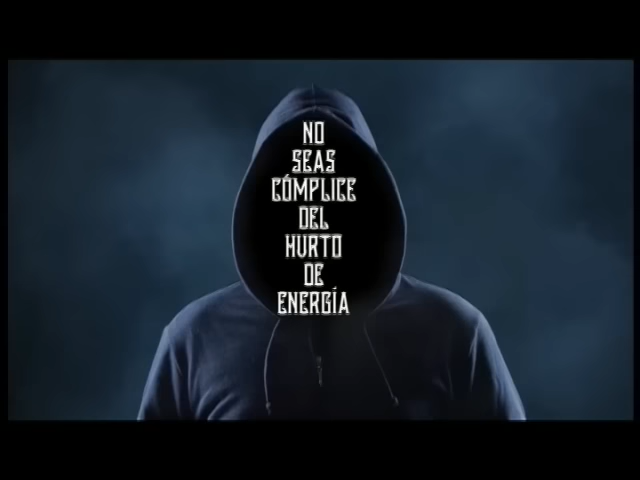 NO
SEAS
CÓMPLICE
DEL
HURTO
DE
ENERGÍA